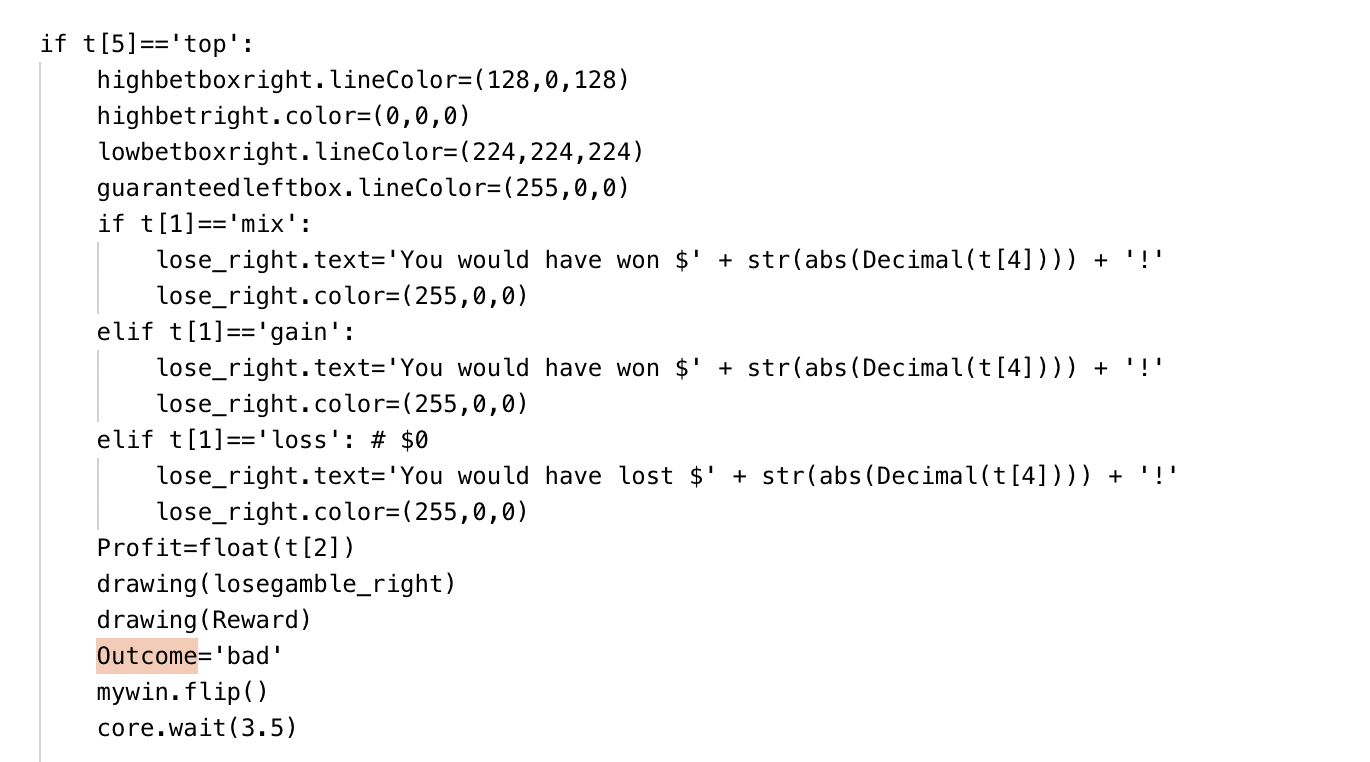 if t[5]=='top':
highbetboxright.lineColor=(128,0,128)
highbetright.color=(0,0,0)
lowbetboxright.lineColor=(224,224,224)
guaranteedleftbox.lineColor=(255,0,0)
if t[1]=='mix':
lose_right.text='You would have won $' + str(abs(Decimal(t[4]))) + '!'
lose_right.color=(255,0,0)
elif t[1]=='gain':
lose_right.text='You would have won $' + str(abs(Decimal(t[4]))) + '!'
lose_right.color=(255,0,0)
elif t[1]=='loss': # $0
lose_right.text='You would have lost $' + str(abs(Decimal(t[4]))) + '!'
lose_right.color=(255,0,0)
Profit=float(t[2])
drawing(losegamble_right)
drawing(Reward)
Outcome='bad'
mywin.flip()
core.wait(3.5)